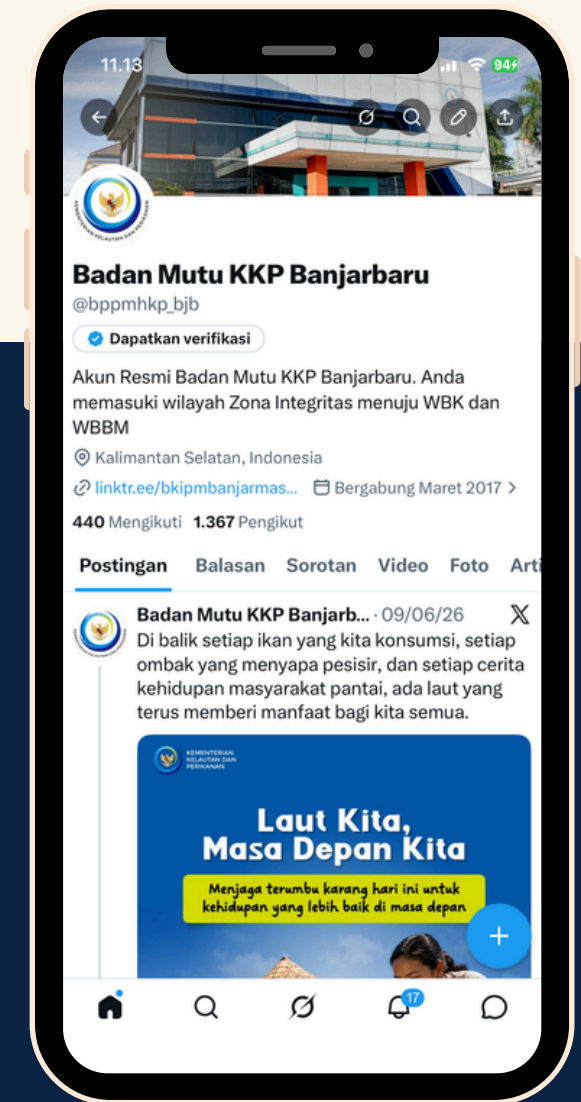 11.13
94
Badan Mutu KKP Banjarbaru
@bppmhkp_bjb
Dapatkan verifikasi
Akun Resmi Badan Mutu KKP Banjarbaru. Anda
memasuki wilayah Zona Integritas menuju WBK dan
WBBM
Kalimantan Selatan, Indonesia
linktr.ee/bkipmbanjarmas... Bergabung Maret 2017
440 Mengikuti 1.367 Pengikut
Postingan Balasan Sorotan Video Foto Arti
Badan Mutu KKP Banjarb... · 09/06/26
Di balik setiap ikan yang kita konsumsi, setiap
ombak yang menyapa pesisir, dan setiap cerita
kehidupan masyarakat pantai, ada laut yang
terus memberi manfaat bagi kita semua.
KEMENTERIAN
KELAUTAN DAN
PERIKANAN
Laut Kita,
Masa Depan Kita
Menjaga terumbu karang hari ini untuk
kehidupan yang lebih baik di masa depan
17